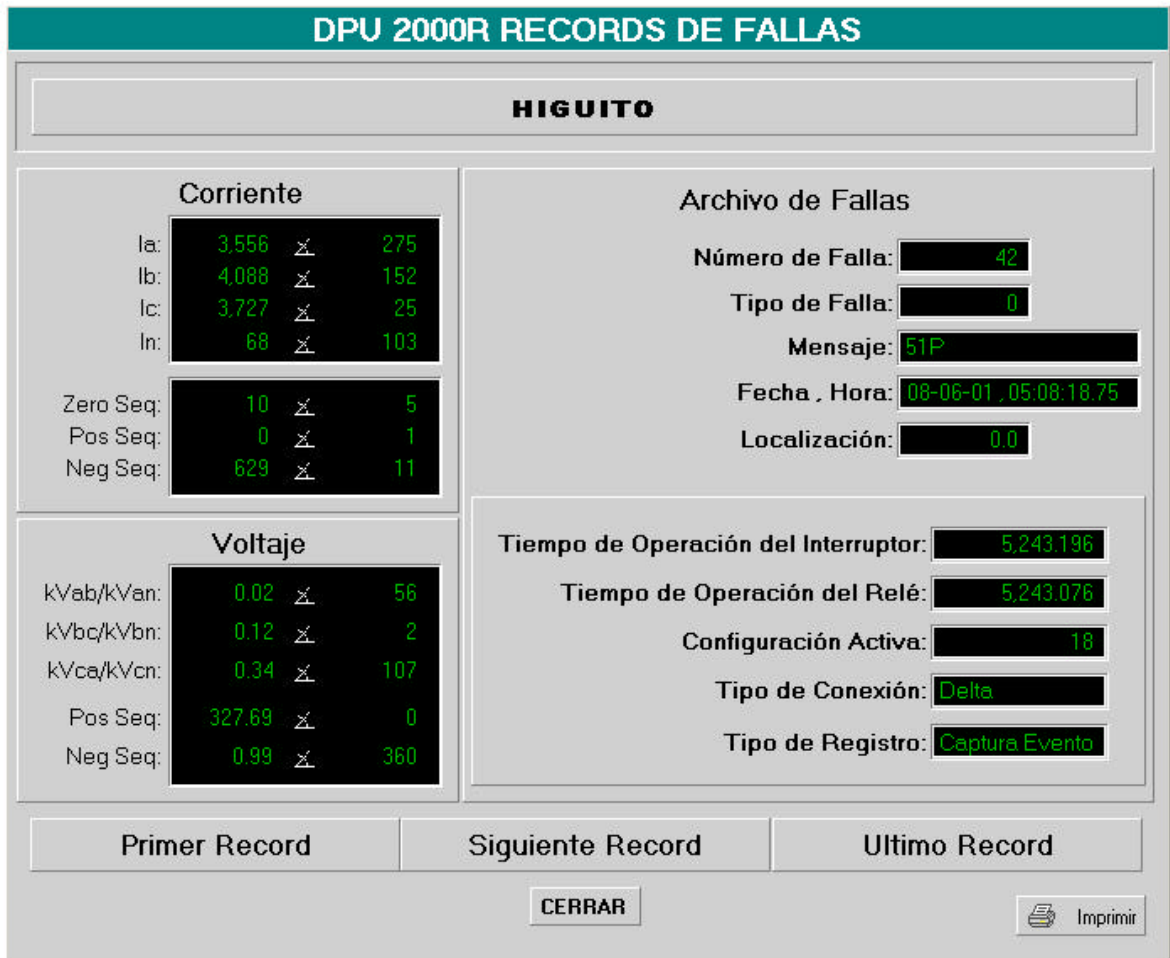 DPU 2000R RECORDS DE FALLAS
HIGUITO
Corriente
Ia: 3,556 275
Ib: 4,088 152
Ic: 3,727 25
In: 68 103
Zero Seq: 10 5
Pos Seq: 0 1
Neg Seq: 629 11
Voltaje
kVab/kVan: 0.02 56
kVbc/kVbn: 0.12 2
kVca/kVcn: 0.34 107
Pos Seq: 327.69 0
Neg Seq: 0.99 360
Archivo de Fallas
Número de Falla: 42
Tipo de Falla: 0
Mensaje: 51P
Fecha , Hora: 08-06-01 , 05:08:18.75
Localización: 0.0
Tiempo de Operación del Interruptor: 5,243.196
Tiempo de Operación del Relé: 5,243.076
Configuración Activa: 18
Tipo de Conexión: Delta
Tipo de Registro: Captura Evento
Primer Record
Siguiente Record
Ultimo Record
CERRAR
Imprimir